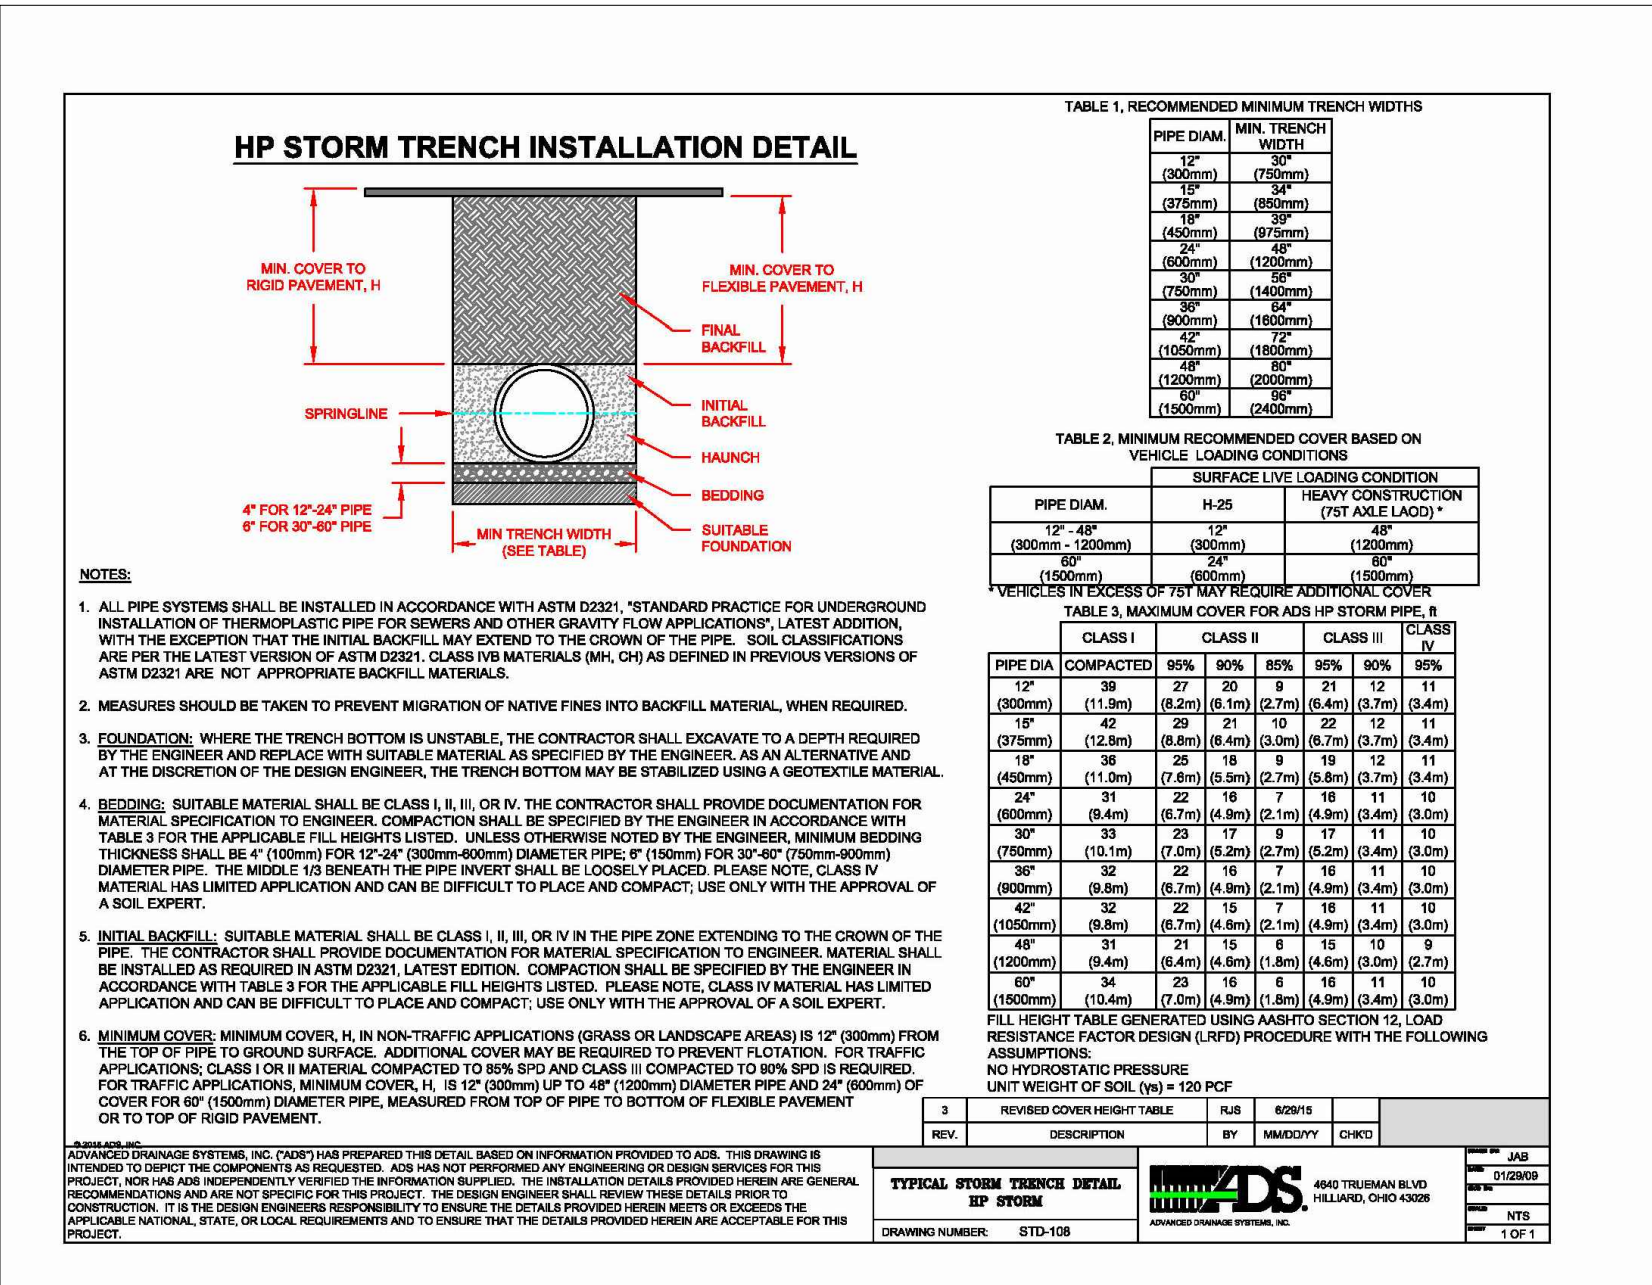 HP STORM TRENCH INSTALLATION DETAIL
MIN. COVER TO
RIGID PAVEMENT, H
MIN. COVER TO
FLEXIBLE PAVEMENT, H
FINAL
BACKFILL
SPRINGLINE
INITIAL
BACKFILL
HAUNCH
BEDDING
4" FOR 12"-24" PIPE
6" FOR 30"-60" PIPE
MIN TRENCH WIDTH
(SEE TABLE)
SUITABLE
FOUNDATION
NOTES:
1. ALL PIPE SYSTEMS SHALL BE INSTALLED IN ACCORDANCE WITH ASTM D2321, "STANDARD PRACTICE FOR UNDERGROUND
INSTALLATION OF THERMOPLASTIC PIPE FOR SEWERS AND OTHER GRAVITY FLOW APPLICATIONS", LATEST ADDITION,
WITH THE EXCEPTION THAT THE INITIAL BACKFILL MAY EXTEND TO THE CROWN OF THE PIPE. SOIL CLASSIFICATIONS
ARE PER THE LATEST VERSION OF ASTM D2321. CLASS IVB MATERIALS (MH, CH) AS DEFINED IN PREVIOUS VERSIONS OF
ASTM D2321 ARE NOT APPROPRIATE BACKFILL MATERIALS.
2. MEASURES SHOULD BE TAKEN TO PREVENT MIGRATION OF NATIVE FINES INTO BACKFILL MATERIAL, WHEN REQUIRED.
3. FOUNDATION: WHERE THE TRENCH BOTTOM IS UNSTABLE, THE CONTRACTOR SHALL EXCAVATE TO A DEPTH REQUIRED
BY THE ENGINEER AND REPLACE WITH SUITABLE MATERIAL AS SPECIFIED BY THE ENGINEER. AS AN ALTERNATIVE AND
AT THE DISCRETION OF THE DESIGN ENGINEER, THE TRENCH BOTTOM MAY BE STABILIZED USING A GEOTEXTILE MATERIAL.
4. BEDDING: SUITABLE MATERIAL SHALL BE CLASS I, II, III, OR IV. THE CONTRACTOR SHALL PROVIDE DOCUMENTATION FOR
MATERIAL SPECIFICATION TO ENGINEER. COMPACTION SHALL BE SPECIFIED BY THE ENGINEER IN ACCORDANCE WITH
TABLE 3 FOR THE APPLICABLE FILL HEIGHTS LISTED. UNLESS OTHERWISE NOTED BY THE ENGINEER, MINIMUM BEDDING
THICKNESS SHALL BE 4" (100mm) FOR 12"-24" (300mm-600mm) DIAMETER PIPE; 6" (150mm) FOR 30"-60" (750mm-900mm)
DIAMETER PIPE. THE MIDDLE 1/3 BENEATH THE PIPE INVERT SHALL BE LOOSELY PLACED. PLEASE NOTE, CLASS IV
MATERIAL HAS LIMITED APPLICATION AND CAN BE DIFFICULT TO PLACE AND COMPACT; USE ONLY WITH THE APPROVAL OF
A SOIL EXPERT.
5. INITIAL BACKFILL: SUITABLE MATERIAL SHALL BE CLASS I, II, III, OR IV IN THE PIPE ZONE EXTENDING TO THE CROWN OF THE
PIPE. THE CONTRACTOR SHALL PROVIDE DOCUMENTATION FOR MATERIAL SPECIFICATION TO ENGINEER. MATERIAL SHALL
BE INSTALLED AS REQUIRED IN ASTM D2321, LATEST EDITION. COMPACTION SHALL BE SPECIFIED BY THE ENGINEER IN
ACCORDANCE WITH TABLE 3 FOR THE APPLICABLE FILL HEIGHTS LISTED. PLEASE NOTE, CLASS IV MATERIAL HAS LIMITED
APPLICATION AND CAN BE DIFFICULT TO PLACE AND COMPACT; USE ONLY WITH THE APPROVAL OF A SOIL EXPERT.
6. MINIMUM COVER: MINIMUM COVER, H, IN NON-TRAFFIC APPLICATIONS (GRASS OR LANDSCAPE AREAS) IS 12" (300mm) FROM
THE TOP OF PIPE TO GROUND SURFACE. ADDITIONAL COVER MAY BE REQUIRED TO PREVENT FLOTATION. FOR TRAFFIC
APPLICATIONS; CLASS I OR II MATERIAL COMPACTED TO 85% SPD AND CLASS III COMPACTED TO 90% SPD IS REQUIRED.
FOR TRAFFIC APPLICATIONS, MINIMUM COVER, H, IS 12" (300mm) UP TO 48" (1200mm) DIAMETER PIPE AND 24" (600mm) OF
COVER FOR 60" (1500mm) DIAMETER PIPE, MEASURED FROM TOP OF PIPE TO BOTTOM OF FLEXIBLE PAVEMENT
OR TO TOP OF RIGID PAVEMENT.
TABLE 1, RECOMMENDED MINIMUM TRENCH WIDTHS
PIPE DIAM. MIN. TRENCH WIDTH
12" 30"
(300mm) (750mm)
15" 34"
(375mm) (850mm)
18" 39"
(450mm) (975mm)
24" 48"
(600mm) (1200mm)
30" 56"
(750mm) (1400mm)
36" 64"
(900mm) (1600mm)
42" 72"
(1050mm) (1800mm)
48" 80"
(1200mm) (2000mm)
60" 96"
(1500mm) (2400mm)
TABLE 2, MINIMUM RECOMMENDED COVER BASED ON
VEHICLE LOADING CONDITIONS
SURFACE LIVE LOADING CONDITION
PIPE DIAM. H-25 HEAVY CONSTRUCTION (75T AXLE LAOD) *
12" - 48" 12" 48"
(300mm - 1200mm) (300mm) (1200mm)
60" 24" 60"
(1500mm) (600mm) (1500mm)
* VEHICLES IN EXCESS OF 75T MAY REQUIRE ADDITIONAL COVER
TABLE 3, MAXIMUM COVER FOR ADS HP STORM PIPE, ft
CLASS I CLASS II CLASS III CLASS IV
PIPE DIA COMPACTED 95% 90% 85% 95% 90% 95%
12" 39 27 20 9 21 12 11
(300mm) (11.9m) (8.2m) (6.1m) (2.7m) (6.4m) (3.7m) (3.4m)
15" 42 29 21 10 22 12 11
(375mm) (12.8m) (8.8m) (6.4m) (3.0m) (6.7m) (3.7m) (3.4m)
18" 36 25 18 9 19 12 11
(450mm) (11.0m) (7.6m) (5.5m) (2.7m) (5.8m) (3.7m) (3.4m)
24" 31 22 16 7 16 11 10
(600mm) (9.4m) (6.7m) (4.9m) (2.1m) (4.9m) (3.4m) (3.0m)
30" 33 23 17 9 17 11 10
(750mm) (10.1m) (7.0m) (5.2m) (2.7m) (5.2m) (3.4m) (3.0m)
36" 32 22 16 7 16 11 10
(900mm) (9.8m) (6.7m) (4.9m) (2.1m) (4.9m) (3.4m) (3.0m)
42" 32 22 15 7 16 11 10
(1050mm) (9.8m) (6.7m) (4.6m) (2.1m) (4.9m) (3.4m) (3.0m)
48" 31 21 15 6 15 10 9
(1200mm) (9.4m) (6.4m) (4.6m) (1.8m) (4.6m) (3.0m) (2.7m)
60" 34 23 16 6 16 11 10
(1500mm) (10.4m) (7.0m) (4.9m) (1.8m) (4.9m) (3.4m) (3.0m)
FILL HEIGHT TABLE GENERATED USING AASHTO SECTION 12, LOAD
RESISTANCE FACTOR DESIGN (LRFD) PROCEDURE WITH THE FOLLOWING
ASSUMPTIONS:
NO HYDROSTATIC PRESSURE
UNIT WEIGHT OF SOIL (γs) = 120 PCF
3 REVISED COVER HEIGHT TABLE RJS 6/29/15
REV. DESCRIPTION BY MM/DD/YY CHK'D
© 2015 ADS, INC
ADVANCED DRAINAGE SYSTEMS, INC. ("ADS") HAS PREPARED THIS DETAIL BASED ON INFORMATION PROVIDED TO ADS. THIS DRAWING IS
INTENDED TO DEPICT THE COMPONENTS AS REQUESTED. ADS HAS NOT PERFORMED ANY ENGINEERING OR DESIGN SERVICES FOR THIS
PROJECT, NOR HAS ADS INDEPENDENTLY VERIFIED THE INFORMATION SUPPLIED. THE INSTALLATION DETAILS PROVIDED HEREIN ARE GENERAL
RECOMMENDATIONS AND ARE NOT SPECIFIC FOR THIS PROJECT. THE DESIGN ENGINEER SHALL REVIEW THESE DETAILS PRIOR TO
CONSTRUCTION. IT IS THE DESIGN ENGINEERS RESPONSIBILITY TO ENSURE THE DETAILS PROVIDED HEREIN MEETS OR EXCEEDS THE
APPLICABLE NATIONAL, STATE, OR LOCAL REQUIREMENTS AND TO ENSURE THAT THE DETAILS PROVIDED HEREIN ARE ACCEPTABLE FOR THIS
PROJECT.
TYPICAL STORM TRENCH DETAIL
HP STORM
DRAWING NUMBER: STD-108
ADS
ADVANCED DRAINAGE SYSTEMS, INC.
4640 TRUEMAN BLVD
HILLIARD, OHIO 43026
JAB
01/29/09
NTS
1 OF 1